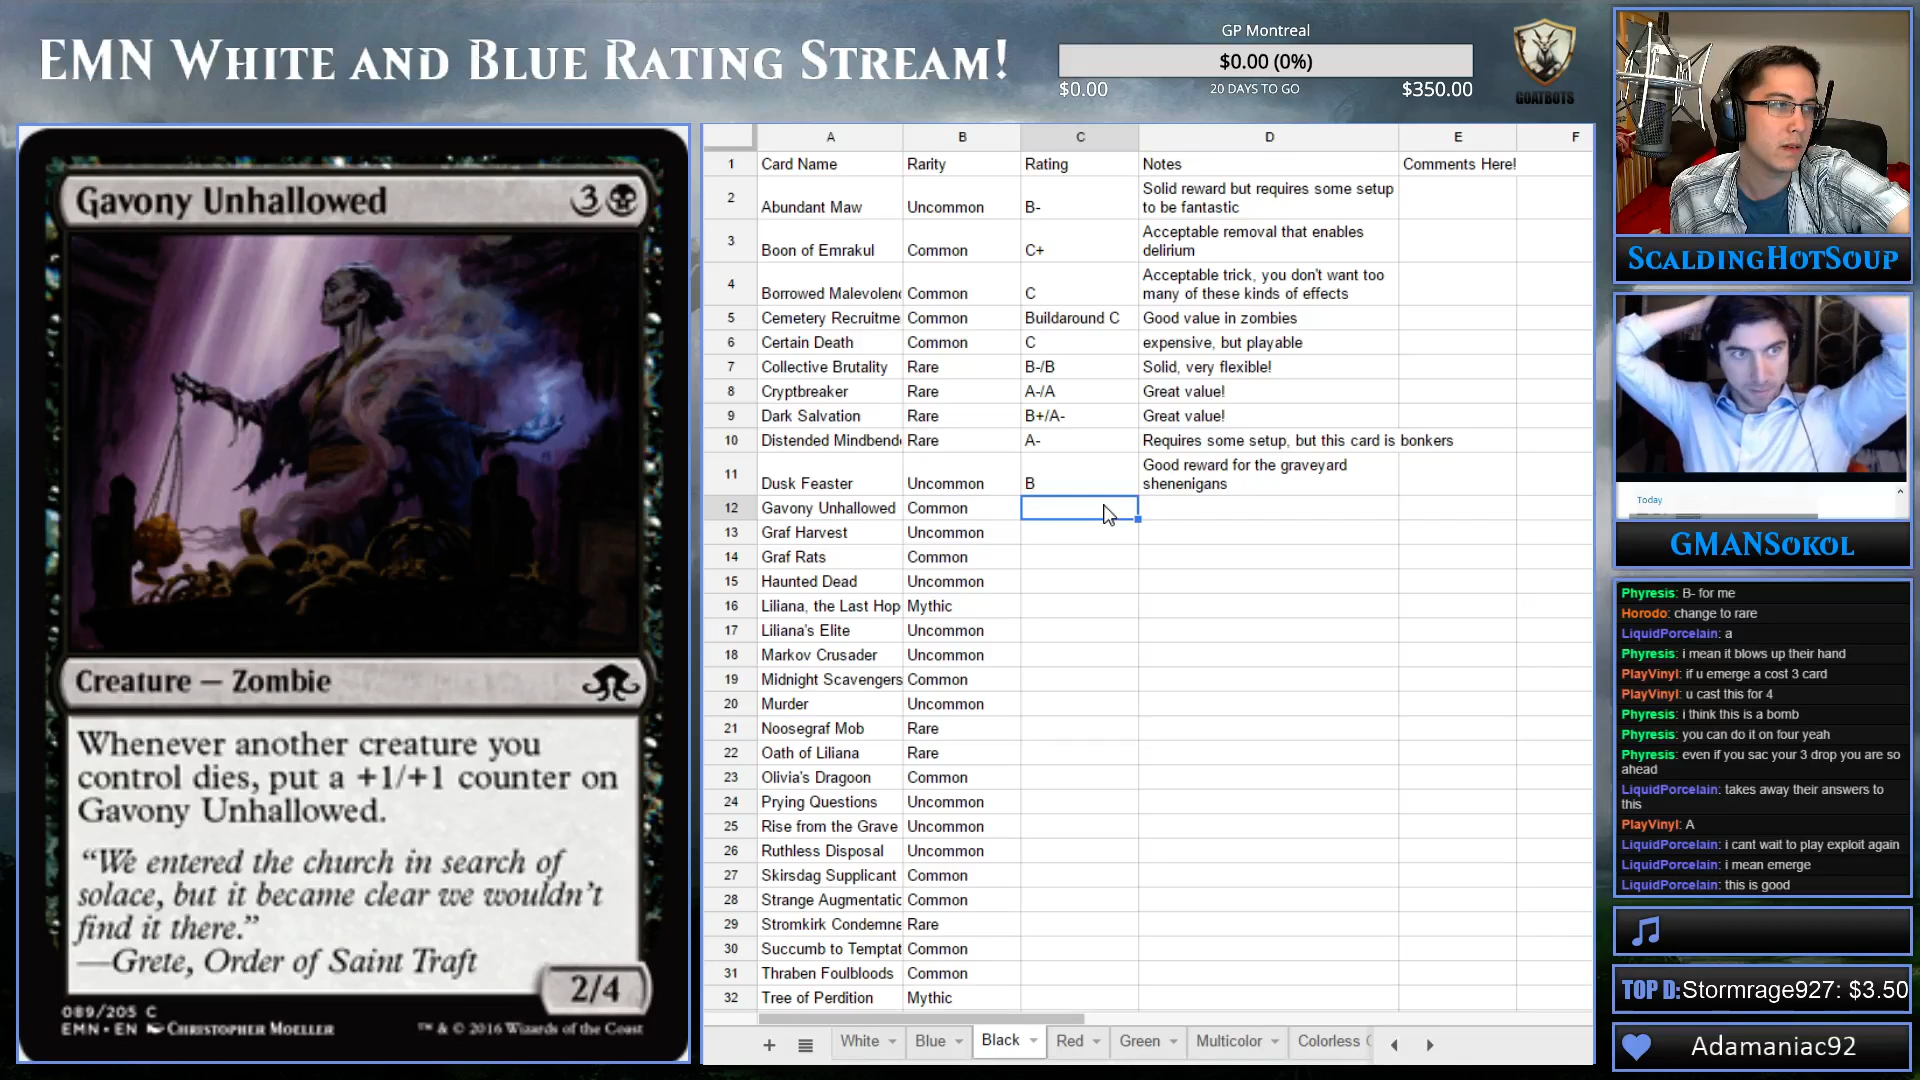 EMN White and Blue Rating Stream!
GP Montreal
$0.00 (0%)
$0.00 20 DAYS TO GO $350.00
GOATBOTS
Gavony Unhallowed 3
Creature — Zombie
Whenever another creature you
control dies, put a +1/+1 counter on
Gavony Unhallowed.
“We entered the church in search of
solace, but it became clear we wouldn’t
find it there.”
—Grete, Order of Saint Traft
2/4
089/205 C
EMN • EN Christopher Moeller
™ & © 2016 Wizards of the Coast
A B C D E F
1 Card Name Rarity Rating Notes Comments Here!
2 Abundant Maw Uncommon B- Solid reward but requires some setup
to be fantastic
3 Boon of Emrakul Common C+ Acceptable removal that enables
delirium
4 Borrowed Malevolenc Common C Acceptable trick, you don't want too
many of these kinds of effects
5 Cemetery Recruitme Common Buildaround C Good value in zombies
6 Certain Death Common C expensive, but playable
7 Collective Brutality Rare B-/B Solid, very flexible!
8 Cryptbreaker Rare A-/A Great value!
9 Dark Salvation Rare B+/A- Great value!
10 Distended Mindbende Rare A- Requires some setup, but this card is bonkers
11 Dusk Feaster Uncommon B Good reward for the graveyard
shenenigans
12 Gavony Unhallowed Common
13 Graf Harvest Uncommon
14 Graf Rats Common
15 Haunted Dead Uncommon
16 Liliana, the Last Hop Mythic
17 Liliana's Elite Uncommon
18 Markov Crusader Uncommon
19 Midnight Scavengers Common
20 Murder Uncommon
21 Noosegraf Mob Rare
22 Oath of Liliana Rare
23 Olivia's Dragoon Common
24 Prying Questions Uncommon
25 Rise from the Grave Uncommon
26 Ruthless Disposal Uncommon
27 Skirsdag Supplicant Common
28 Strange Augmentatic Common
29 Stromkirk Condemne Rare
30 Succumb to Temptat Common
31 Thraben Foulbloods Common
32 Tree of Perdition Mythic
+ White Blue Black Red Green Multicolor Colorless
ScaldingHotSoup
Today
GMANSokol
Phyresis: B- for me
Horodo: change to rare
LiquidPorcelain: a
Phyresis: i mean it blows up their hand
PlayVinyl: if u emerge a cost 3 card
PlayVinyl: u cast this for 4
Phyresis: i think this is a bomb
Phyresis: you can do it on four yeah
Phyresis: even if you sac your 3 drop you are so
ahead
LiquidPorcelain: takes away their answers to
this
PlayVinyl: A
LiquidPorcelain: i cant wait to play exploit again
LiquidPorcelain: i mean emerge
LiquidPorcelain: this is good
TOP D: Stormrage927: $3.50
Adamaniac92